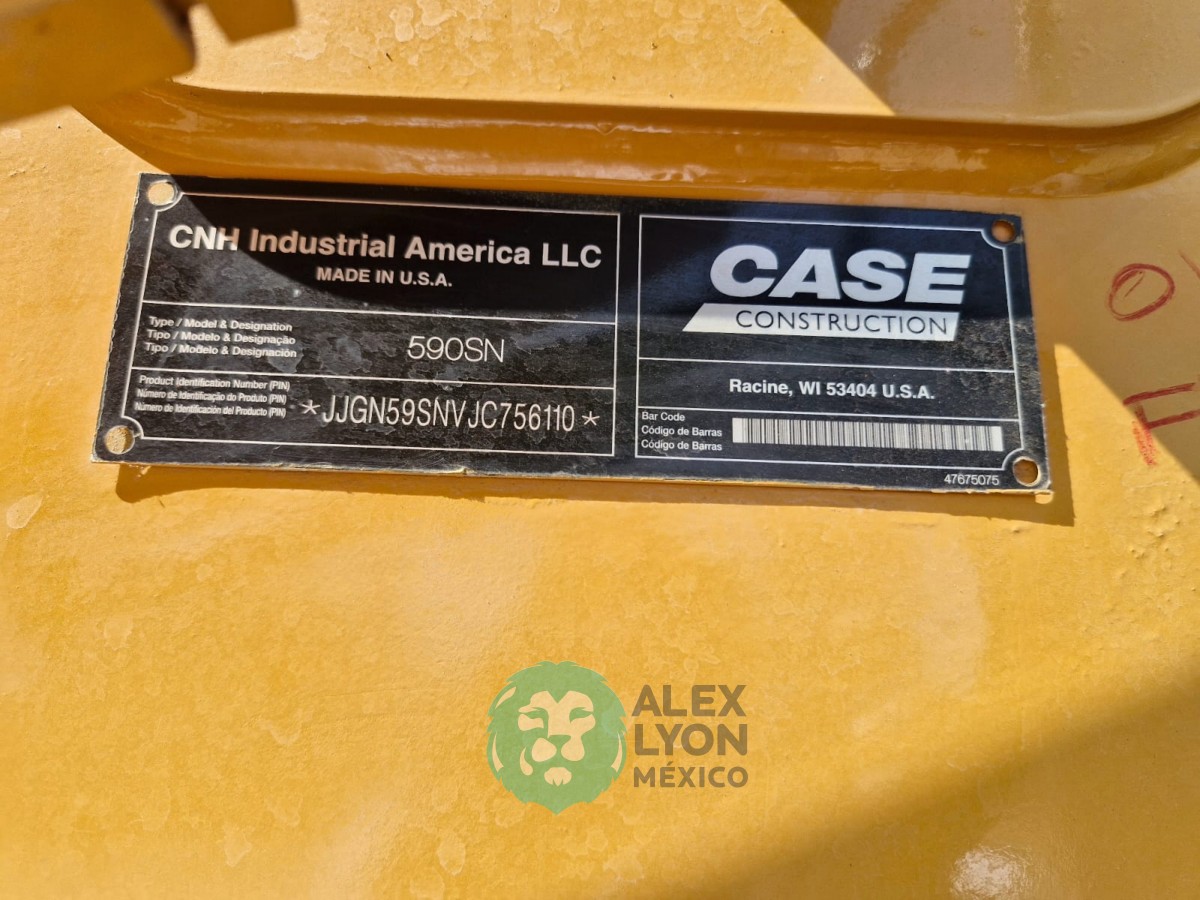 CNH Industrial America LLC
MADE IN U.S.A.
Type / Model & Designation
Tipo / Modelo & Designação
Tipo / Modelo & Designación
590SN
Product Identification Number (PIN)
Número de Identificação do Produto (PIN)
Número de Identificación del Producto (PIN)
*JJGN59SNVJC756110*
CASE
CONSTRUCTION
Racine, WI 53404 U.S.A.
Bar Code
Código de Barras
Código de Barras
47675075
ALEX
LYON
MÉXICO